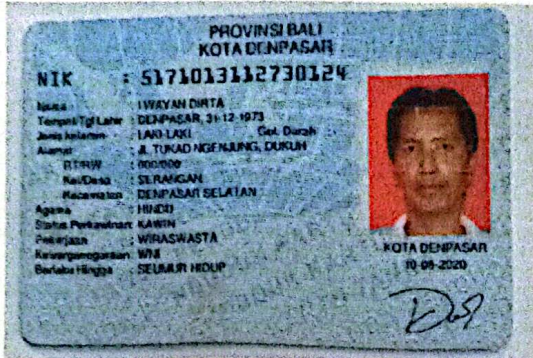 PROVINSI BALI
KOTA DENPASAR
NIK : 5171013112730124
Nama : I WAYAN DIRTA
Tempat/Tgl Lahir : DENPASAR, 31-12-1973
Jenis kelamin : LAKI-LAKI Gol. Darah :
Alamat : JL TUKAD NGENJUNG, DUKUH
RT/RW : 000/000
Kel/Desa : SERANGAN
Kecamatan : DENPASAR SELATAN
Agama : HINDU
Status Perkawinan: KAWIN
Pekerjaan : WIRASWASTA
Kewarganegaraan: WNI
Berlaku Hingga : SEUMUR HIDUP
KOTA DENPASAR
10-08-2020